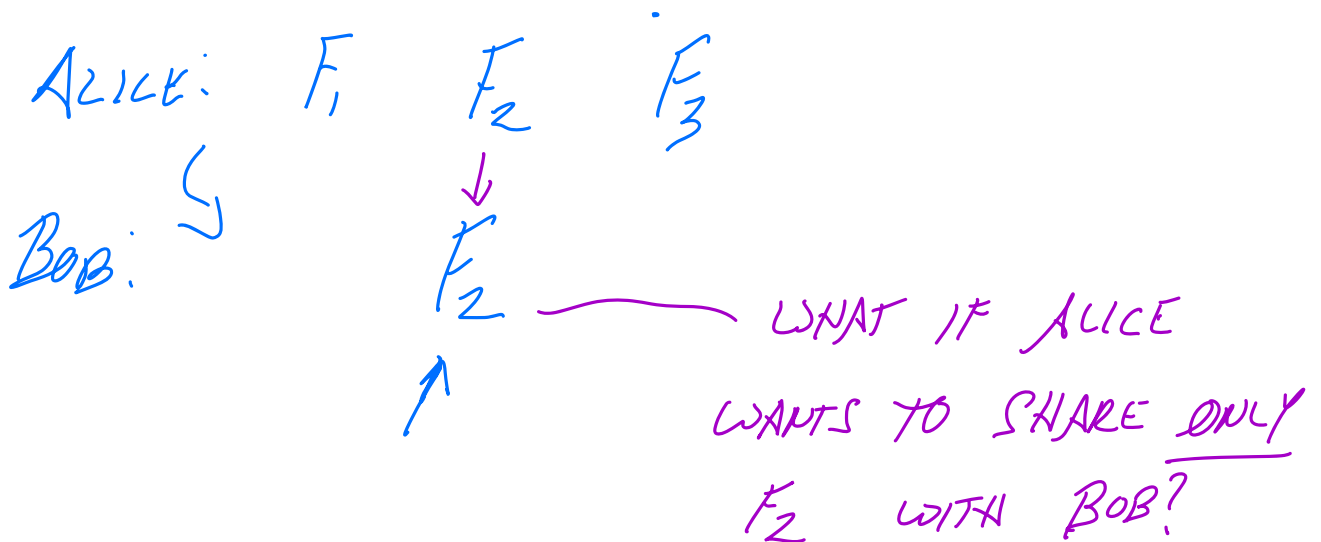 ALICE: F1 F2 F3
BOB: F2
WHAT IF ALICE
WANTS TO SHARE ONLY
F2 WITH BOB?